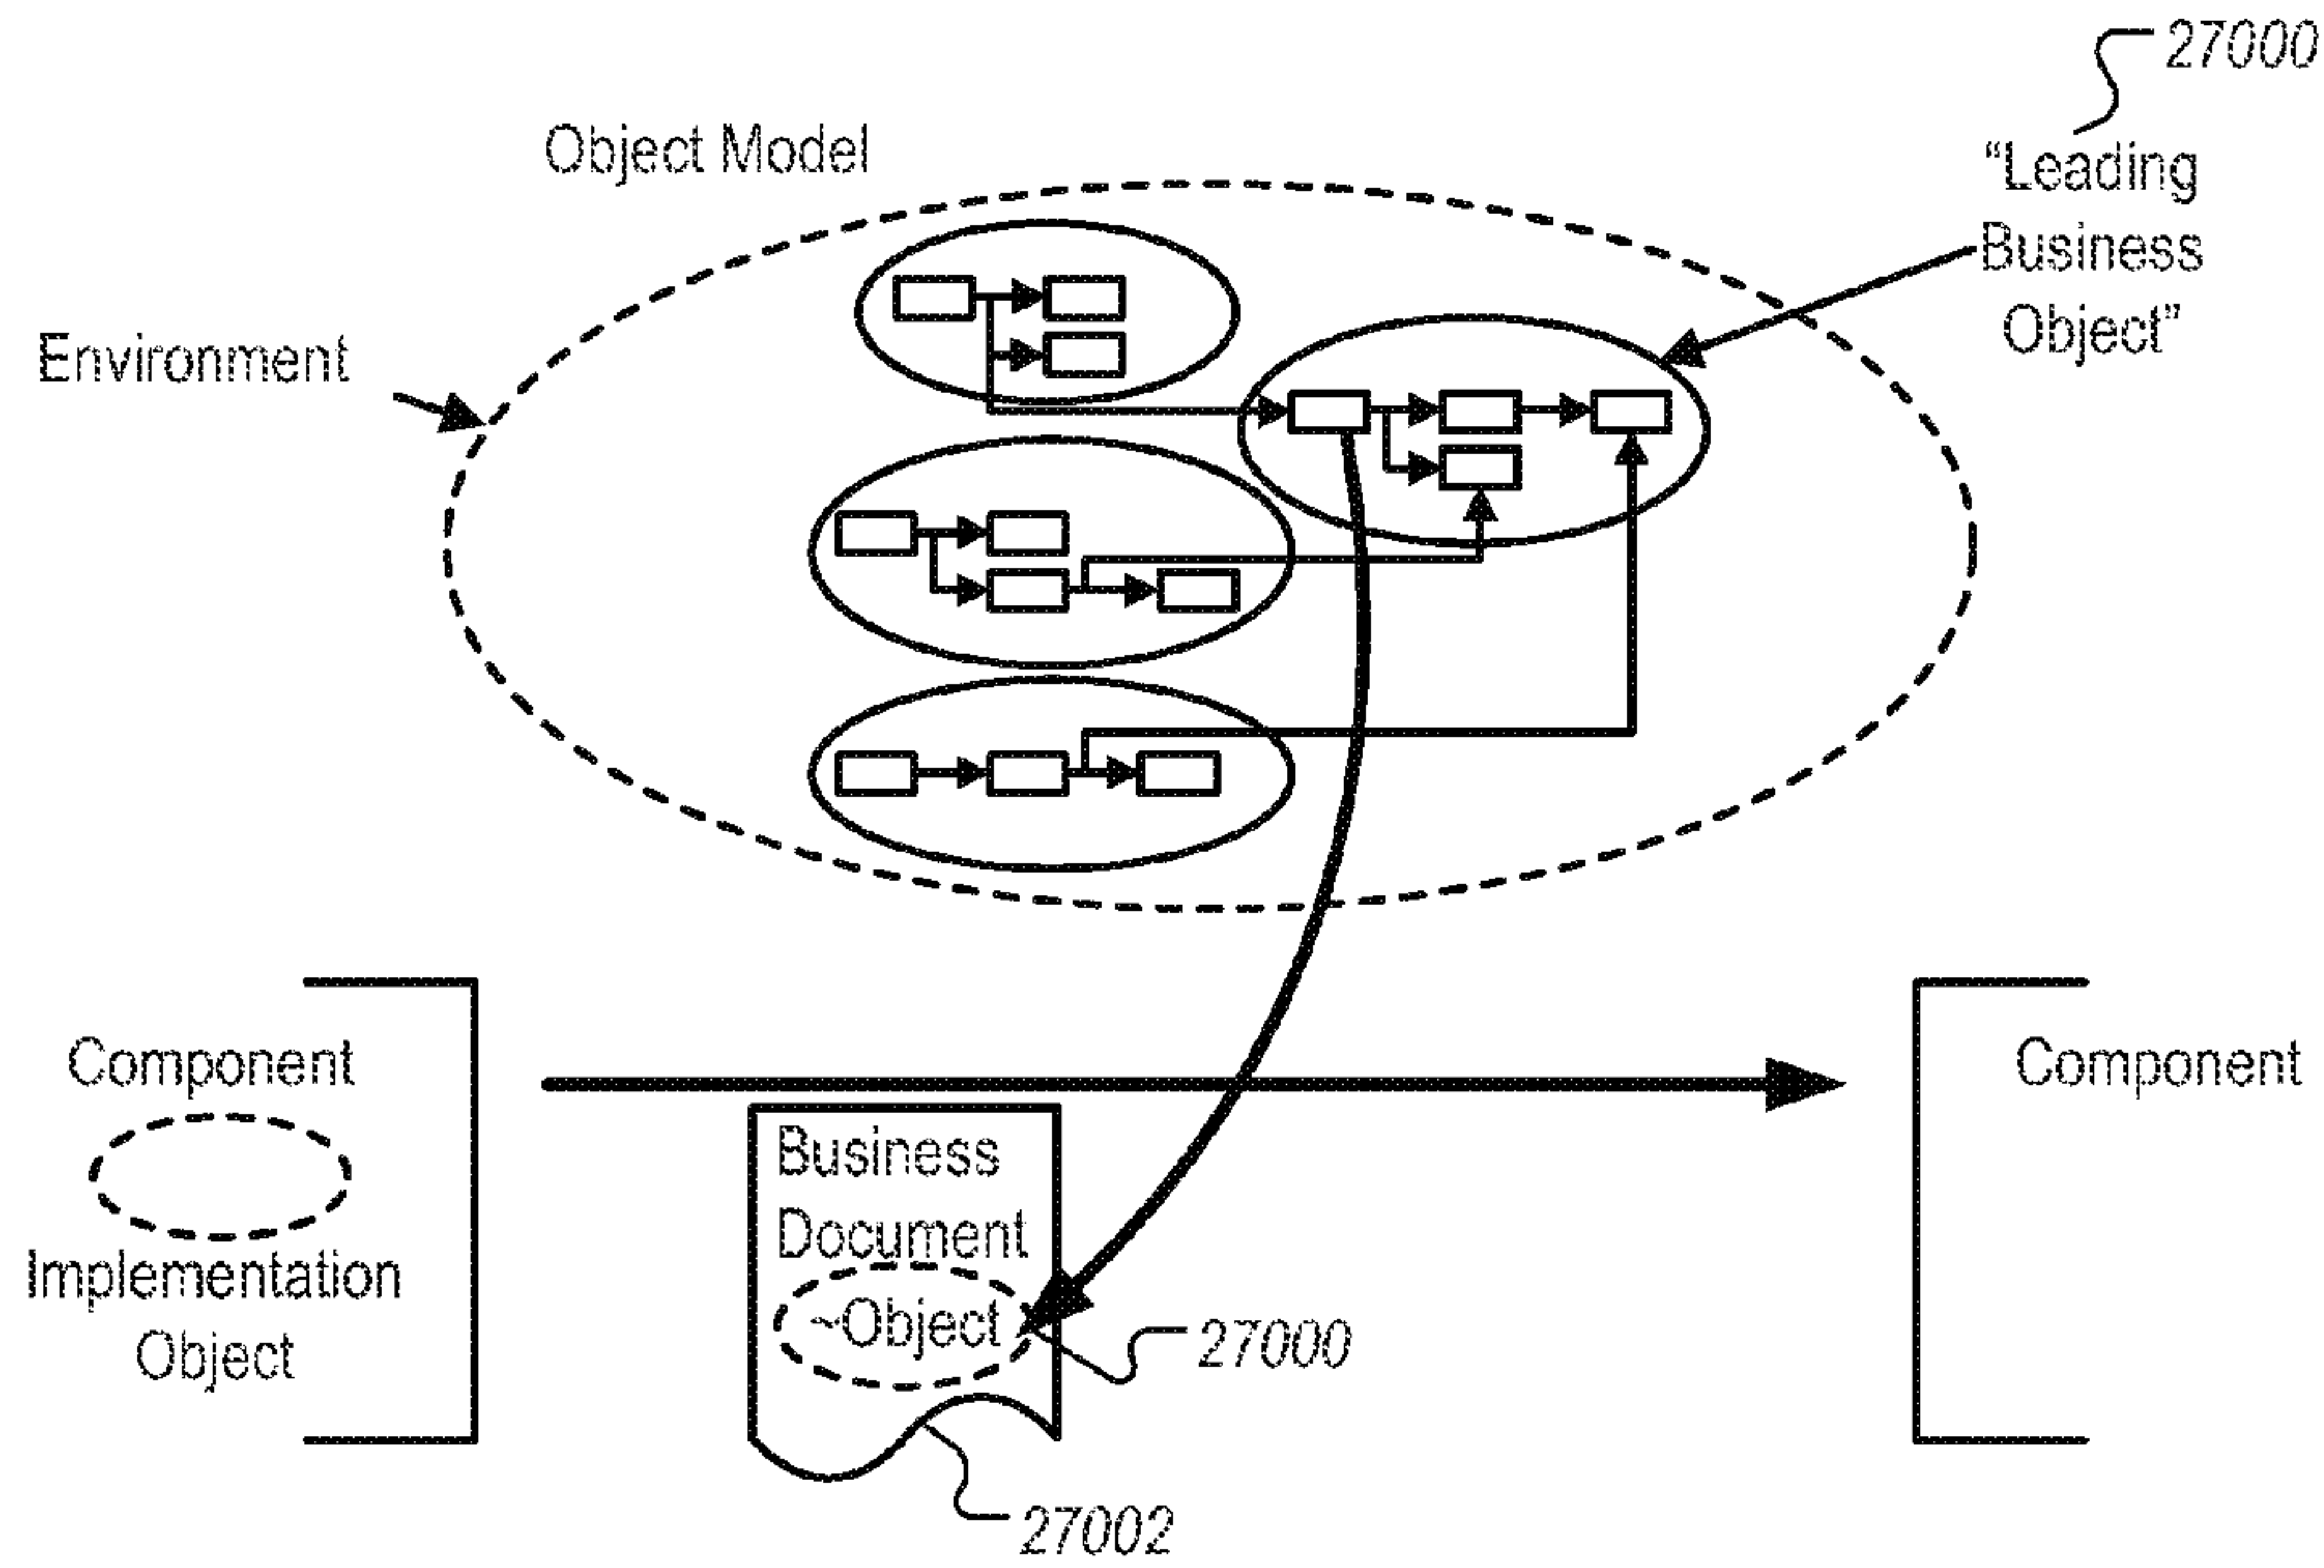 27000
Object Model
"Leading
Business
Object"
Environment
Component
Implementation
Object
Business
Document
~Object
27000
27002
Component